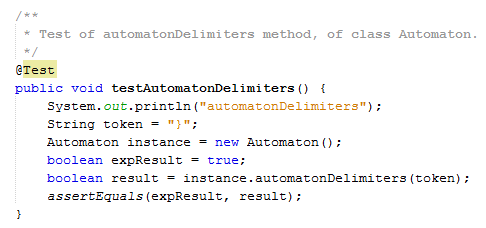 /**
 * Test of automatonDelimiters method, of class Automaton.
 */
@Test
public void testAutomatonDelimiters() {
    System.out.println("automatonDelimiters");
    String token = "}";
    Automaton instance = new Automaton();
    boolean expResult = true;
    boolean result = instance.automatonDelimiters(token);
    assertEquals(expResult, result);
}